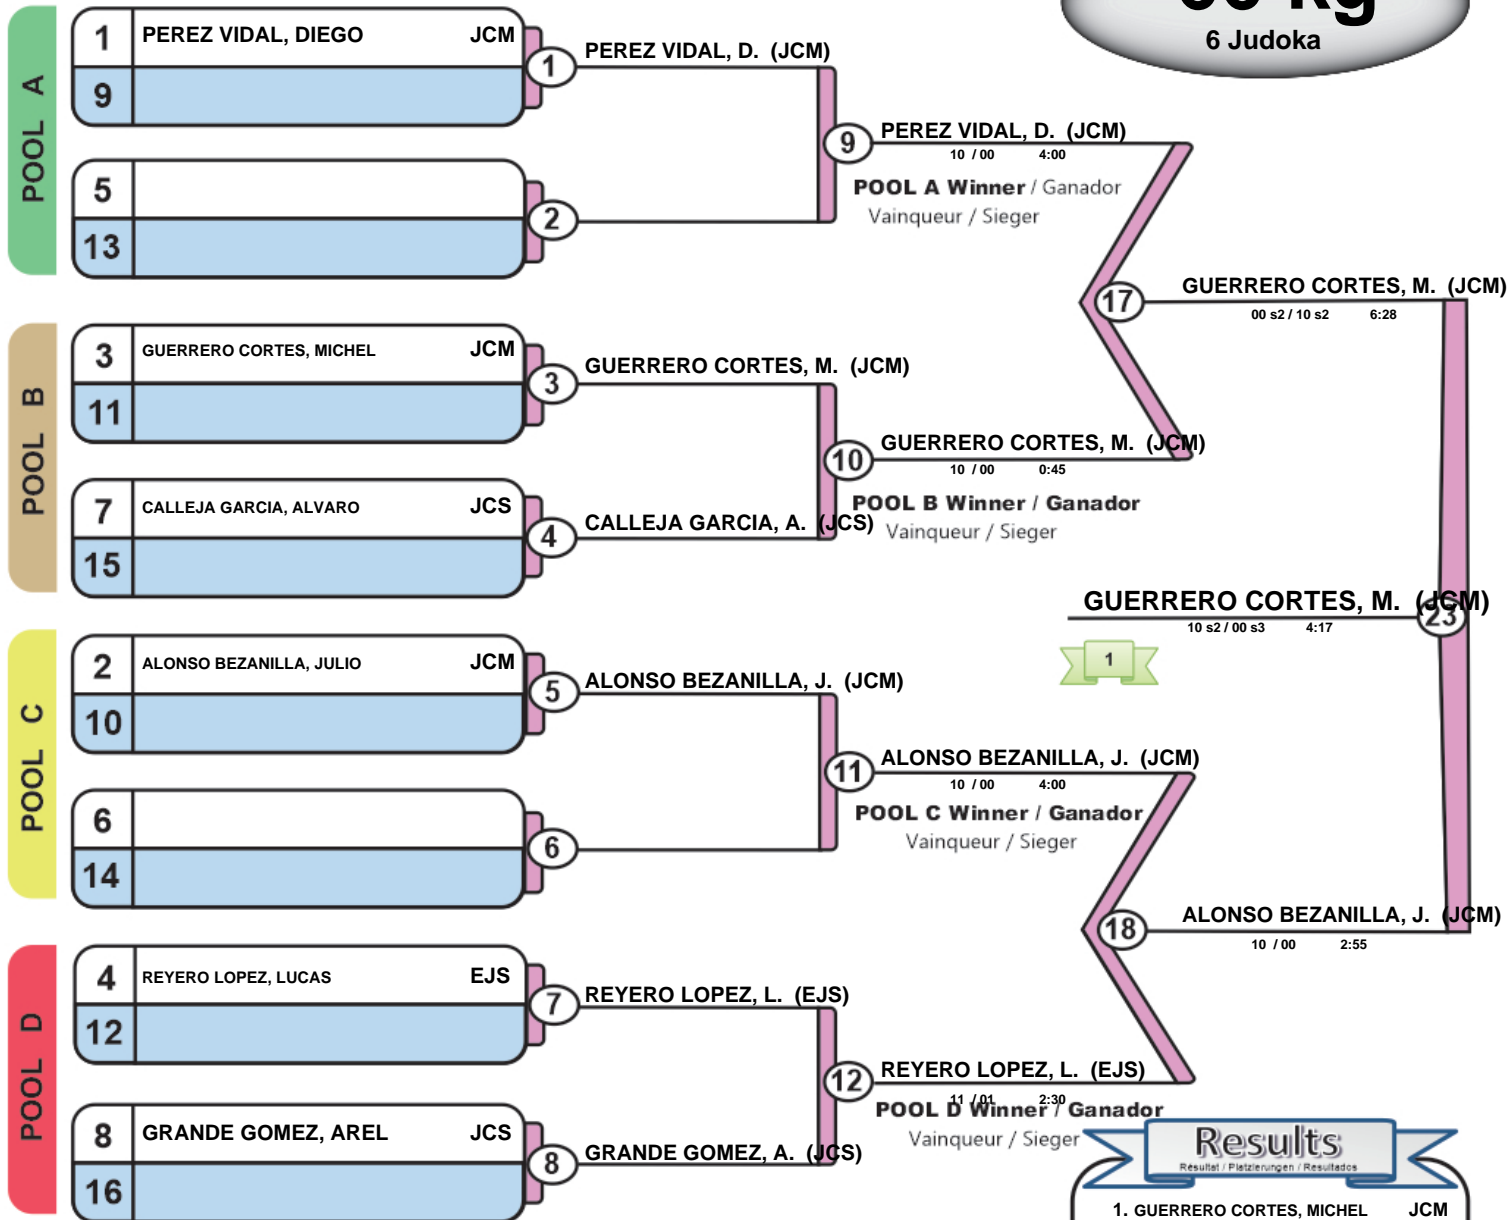 kg
6 Judoka
POOL A
1 PEREZ VIDAL, DIEGO JCM
9
5
13
1 PEREZ VIDAL, D. (JCM)
2
9 PEREZ VIDAL, D. (JCM)
10 / 00 4:00
POOL A Winner / Ganador
Vainqueur / Sieger
POOL B
3 GUERRERO CORTES, MICHEL JCM
11
7 CALLEJA GARCIA, ALVARO JCS
15
3 GUERRERO CORTES, M. (JCM)
4 CALLEJA GARCIA, A. (JCS)
10 GUERRERO CORTES, M. (JCM)
10 / 00 0:45
POOL B Winner / Ganador
Vainqueur / Sieger
17 GUERRERO CORTES, M. (JCM)
00 s2 / 10 s2 6:28
GUERRERO CORTES, M. (JCM)
23
10 s2 / 00 s3 4:17
1
POOL C
2 ALONSO BEZANILLA, JULIO JCM
10
6
14
5 ALONSO BEZANILLA, J. (JCM)
6
11 ALONSO BEZANILLA, J. (JCM)
10 / 00 4:00
POOL C Winner / Ganador
Vainqueur / Sieger
18 ALONSO BEZANILLA, J. (JCM)
10 / 00 2:55
POOL D
4 REYERO LOPEZ, LUCAS EJS
12
8 GRANDE GOMEZ, AREL JCS
16
7 REYERO LOPEZ, L. (EJS)
8 GRANDE GOMEZ, A. (JCS)
12 REYERO LOPEZ, L. (EJS)
11 / 01 2:30
POOL D Winner / Ganador
Vainqueur / Sieger
Results
Résultat / Platzierungen / Resultados
1. GUERRERO CORTES, MICHEL JCM